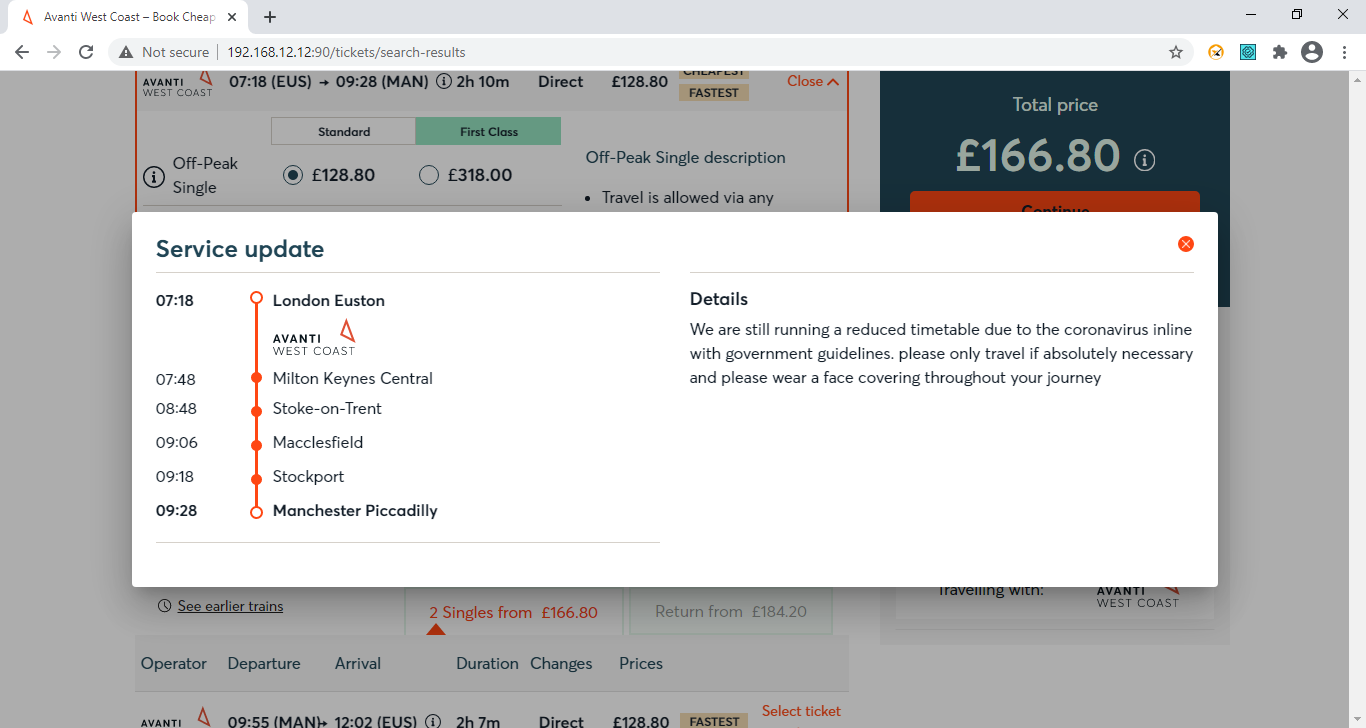 Avanti West Coast – Book Cheap
Not secure
192.168.12.12:90/tickets/search-results
AVANTI
WEST COAST
07:18 (EUS) → 09:28 (MAN) 2h 10m Direct £128.80
CHEAPEST
FASTEST
Close
Standard
First Class
Off-Peak
Single
£128.80
£318.00
Off-Peak Single description
• Travel is allowed via any
Total price
£166.80
Continue
Service update
07:18 London Euston
AVANTI
WEST COAST
07:48 Milton Keynes Central
08:48 Stoke-on-Trent
09:06 Macclesfield
09:18 Stockport
09:28 Manchester Piccadilly
Details
We are still running a reduced timetable due to the coronavirus inline
with government guidelines. please only travel if absolutely necessary
and please wear a face covering throughout your journey
See earlier trains
2 Singles from £166.80
Return from £184.20
Travelling with:
AVANTI
WEST COAST
Operator Departure Arrival Duration Changes Prices
AVANTI
09:55 (MAN)→ 12:02 (EUS) 2h 7m Direct £128.80
FASTEST
Select ticket